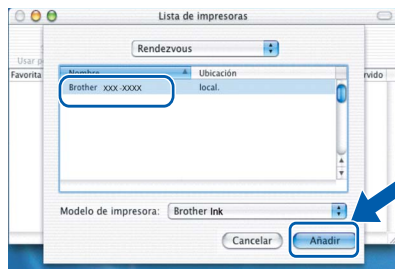 Lista de impresoras
Rendezvous
Usar p
Favorita
Nombre
Ubicación
rvido
Brother xxx-xxxx
local.
Modelo de impresora: Brother Ink
Cancelar
Añadir